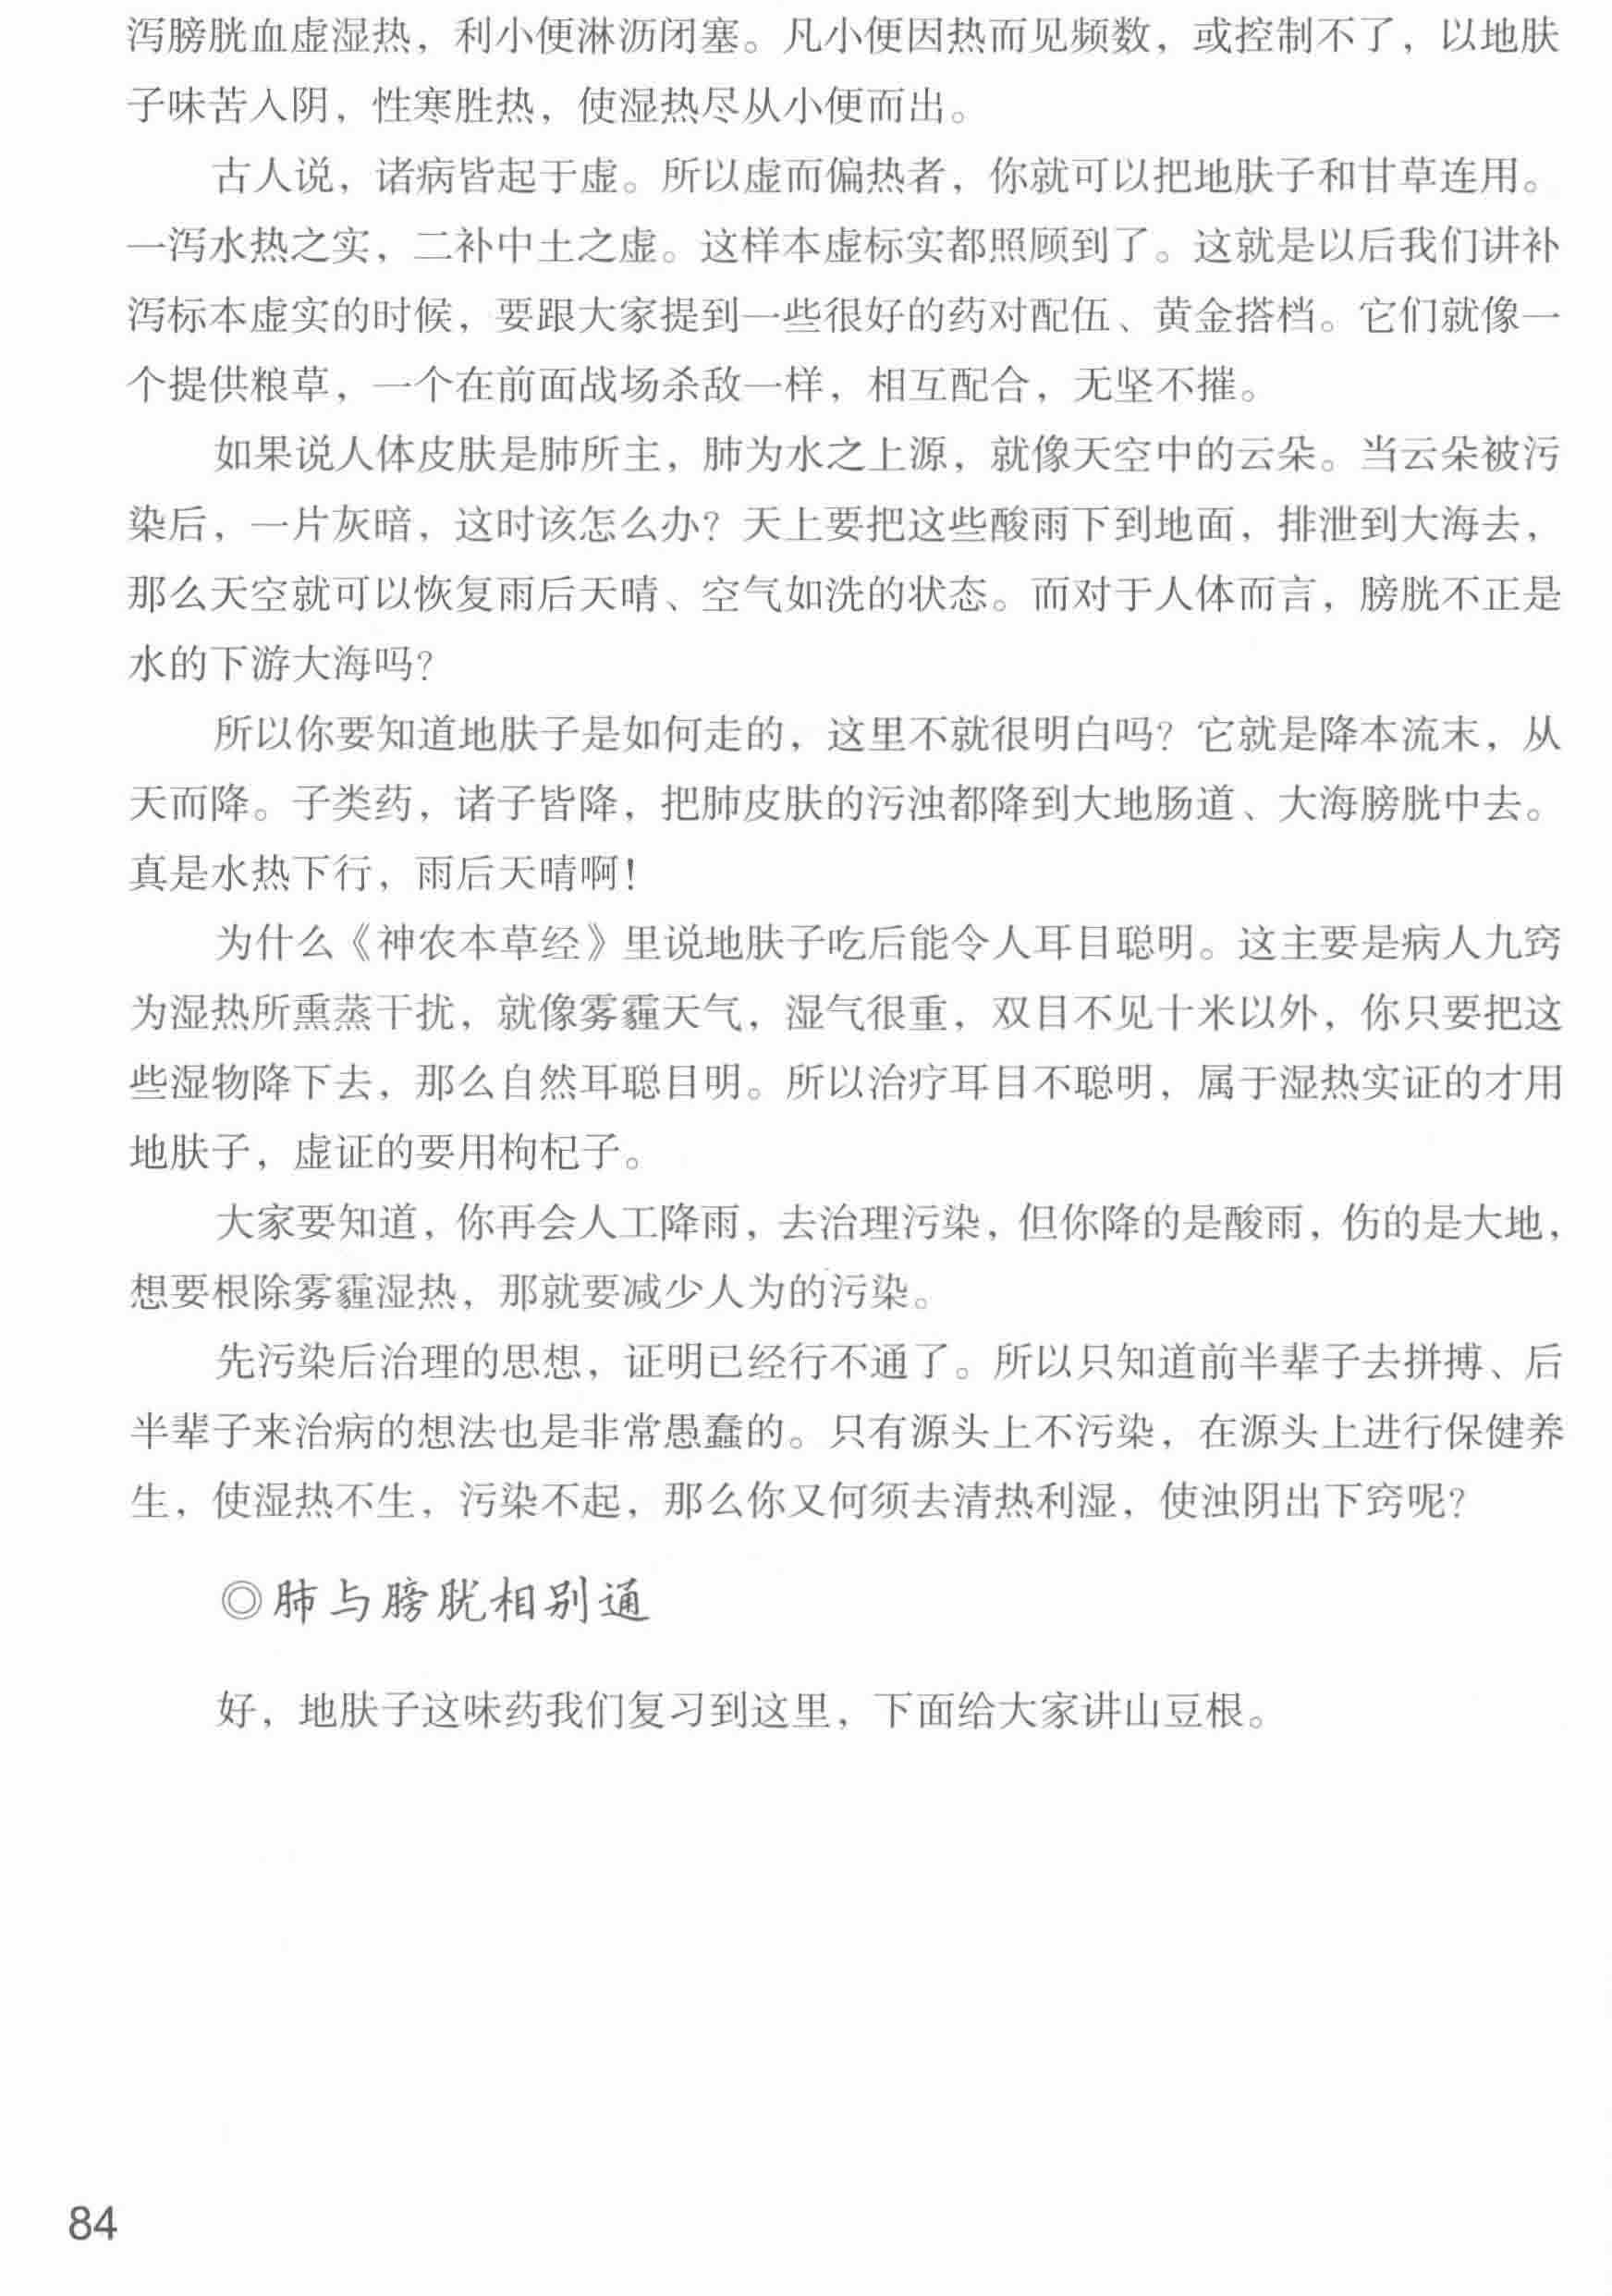 泻膀胱血虚湿热，利小便淋沥闭塞。凡小便因热而见频数，或控制不了，以地肤
子味苦入阴，性寒胜热，使湿热尽从小便而出。
古人说，诸病皆起于虚。所以虚而偏热者，你就可以把地肤子和甘草连用。
一泻水热之实，二补中土之虚。这样本虚标实都照顾到了。这就是以后我们讲补
泻标本虚实的时候，要跟大家提到一些很好的药对配伍、黄金搭档。它们就像一
个提供粮草，一个在前面战场杀敌一样，相互配合，无坚不摧。
如果说人体皮肤是肺所主，肺为水之上源，就像天空中的云朵。当云朵被污
染后，一片灰暗，这时该怎么办？天上要把这些酸雨下到地面，排泄到大海去，
那么天空就可以恢复雨后天晴、空气如洗的状态。而对于人体而言，膀胱不正是
水的下游大海吗？
所以你要知道地肤子是如何走的，这里不就很明白吗？它就是降本流末，从
天而降。子类药，诸子皆降，把肺皮肤的污浊都降到大地肠道、大海膀胱中去。
真是水热下行，雨后天晴啊！
为什么《神农本草经》里说地肤子吃后能令人耳目聪明。这主要是病人九窍
为湿热所熏蒸干扰，就像雾霾天气，湿气很重，双目不见十米以外，你只要把这
些湿物降下去，那么自然耳聪目明。所以治疗耳目不聪明，属于湿热实证的才用
地肤子，虚证的要用枸杞子。
大家要知道，你再会人工降雨，去治理污染，但你降的是酸雨，伤的是大地，
想要根除雾霾湿热，那就要减少人为的污染。
先污染后治理的思想，证明已经行不通了。所以只知道前半辈子去拼搏、后
半辈子来治病的想法也是非常愚蠢的。只有源头上不污染，在源头上进行保健养
生，使湿热不生，污染不起，那么你又何须去清热利湿，使浊阴出下窍呢？
◎肺与膀胱相别通
好，地肤子这味药我们复习到这里，下面给大家讲山豆根。
84